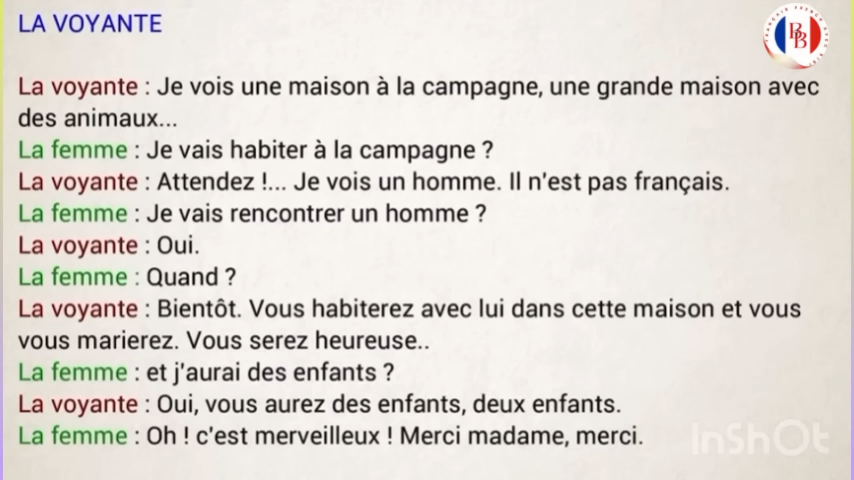 LA VOYANTE
La voyante : Je vois une maison à la campagne, une grande maison avec
des animaux...
La femme : Je vais habiter à la campagne ?
La voyante : Attendez !... Je vois un homme. Il n'est pas français.
La femme : Je vais rencontrer un homme ?
La voyante : Oui.
La femme : Quand ?
La voyante : Bientôt. Vous habiterez avec lui dans cette maison et vous
vous marierez. Vous serez heureuse..
La femme : et j'aurai des enfants ?
La voyante : Oui, vous aurez des enfants, deux enfants.
La femme : Oh ! c'est merveilleux ! Merci madame, merci.
InShOt